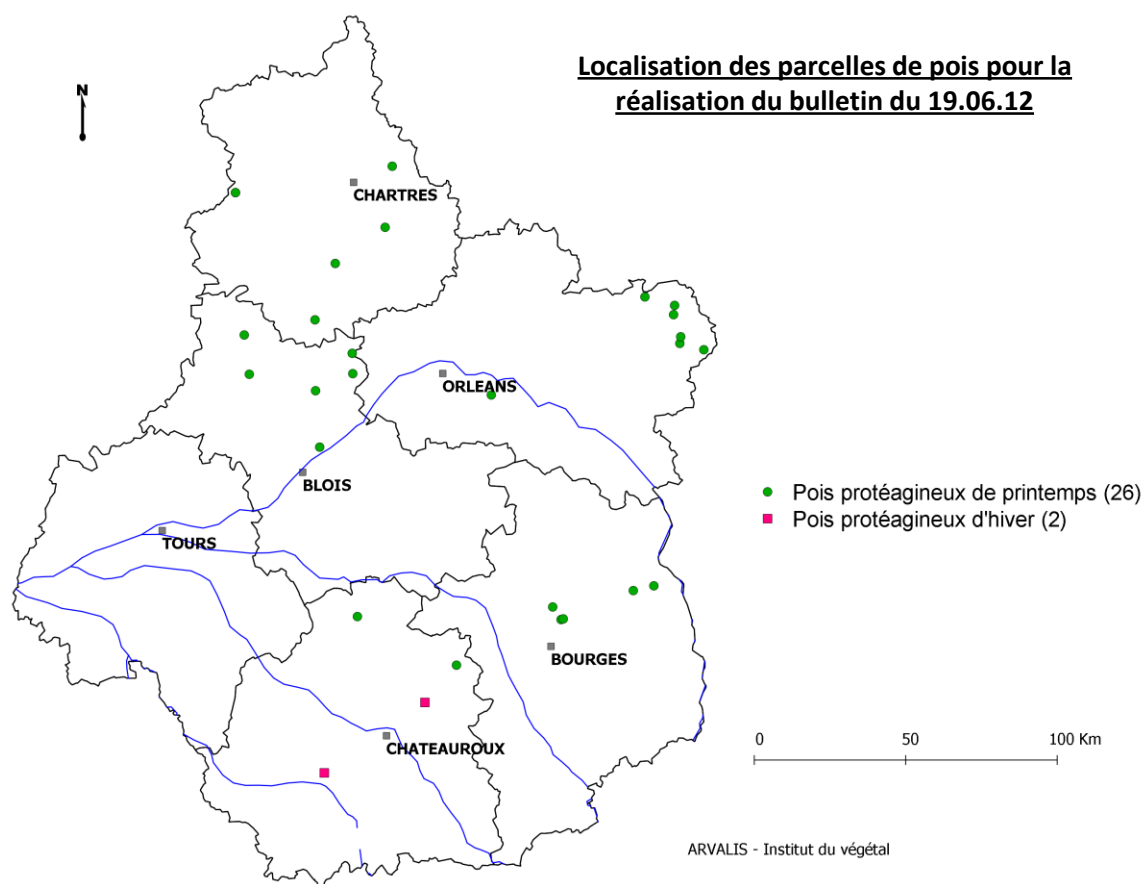 Localisation des parcelles de pois pour la
réalisation du bulletin du 19.06.12
N
CHARTRES
ORLEANS
BLOIS
Pois protéagineux de printemps (26)
Pois protéagineux d'hiver (2)
TOURS
BOURGES
CHATEAUROUX
0 50 100 Km
ARVALIS - Institut du végétal